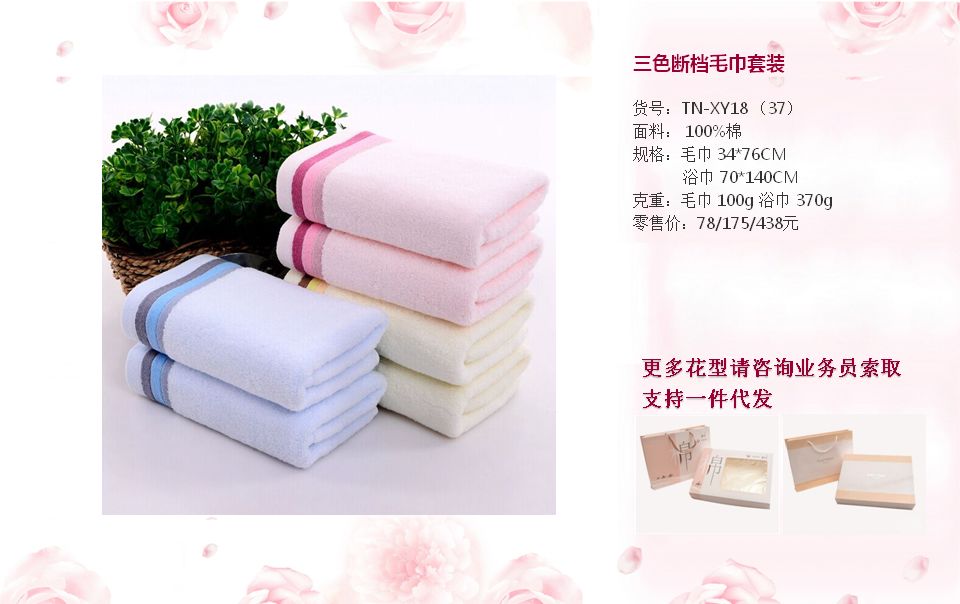 三色断档毛巾套装
货号：TN-XY18（37）
面料： 100%棉
规格：毛巾 34*76CM
浴巾 70*140CM
克重：毛巾 100g 浴巾 370g
零售价：78/175/438元
更多花型请咨询业务员索取
支持一件代发